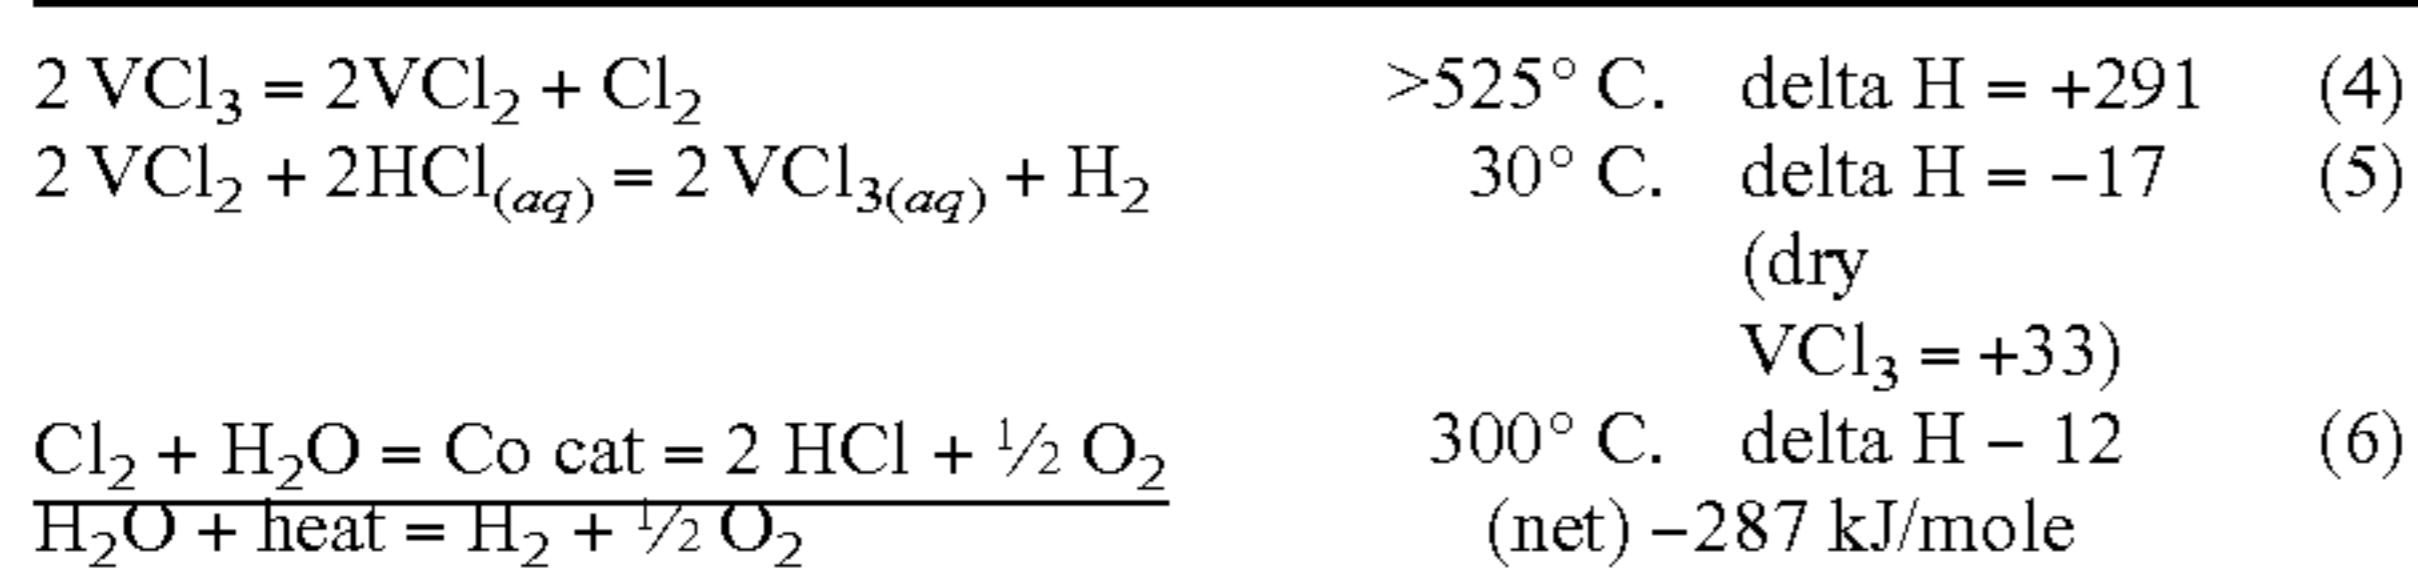 2 VCl₃ = 2VCl₂ + Cl₂ >525° C. delta H = +291 (4)
2 VCl₂ + 2HCl₍aq₎ = 2 VCl₃₍aq₎ + H₂ 30° C. delta H = −17 (5)
(dry
VCl₃ = +33)
Cl₂ + H₂O = Co cat = 2 HCl + ½ O₂ 300° C. delta H − 12 (6)
H₂O + heat = H₂ + ½ O₂ (net) −287 kJ/mole